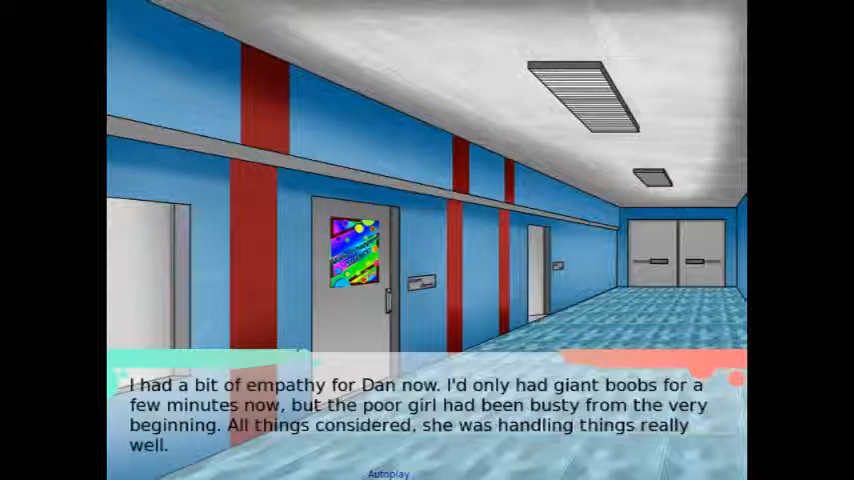 I had a bit of empathy for Dan now. I'd only had giant boobs for a
few minutes now, but the poor girl had been busty from the very
beginning. All things considered, she was handling things really
well.
Autoplay